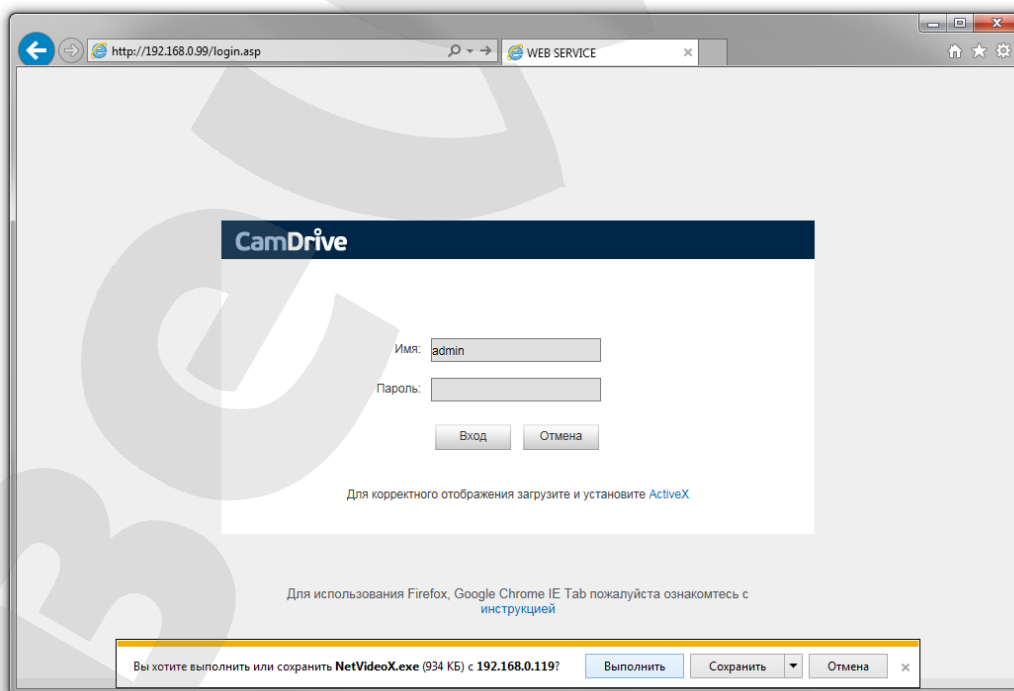 http://192.168.0.99/login.asp
WEB SERVICE
CamDrive
Имя: admin
Пароль:
Вход Отмена
Для корректного отображения загрузите и установите ActiveX
Для использования Firefox, Google Chrome IE Tab пожалуйста ознакомтесь с
инструкцией
Вы хотите выполнить или сохранить NetVideoX.exe (934 КБ) с 192.168.0.119? Выполнить Сохранить Отмена